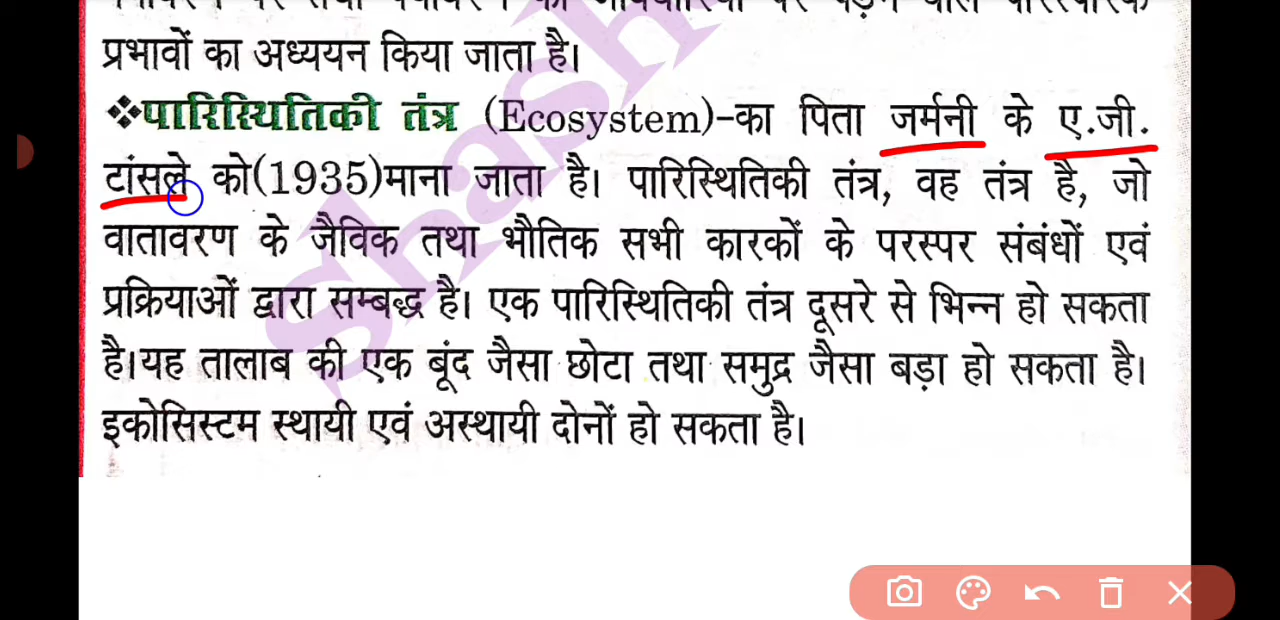 प्रभावों का अध्ययन किया जाता है।
❖पारिस्थितिकी तंत्र (Ecosystem)-का पिता जर्मनी के ए.जी.
टांसले को(1935)माना जाता है। पारिस्थितिकी तंत्र, वह तंत्र है, जो
वातावरण के जैविक तथा भौतिक सभी कारकों के परस्पर संबंधों एवं
प्रक्रियाओं द्वारा सम्बद्ध है। एक पारिस्थितिकी तंत्र दूसरे से भिन्न हो सकता
है।यह तालाब की एक बूंद जैसा छोटा तथा समुद्र जैसा बड़ा हो सकता है।
इकोसिस्टम स्थायी एवं अस्थायी दोनों हो सकता है।
Shash